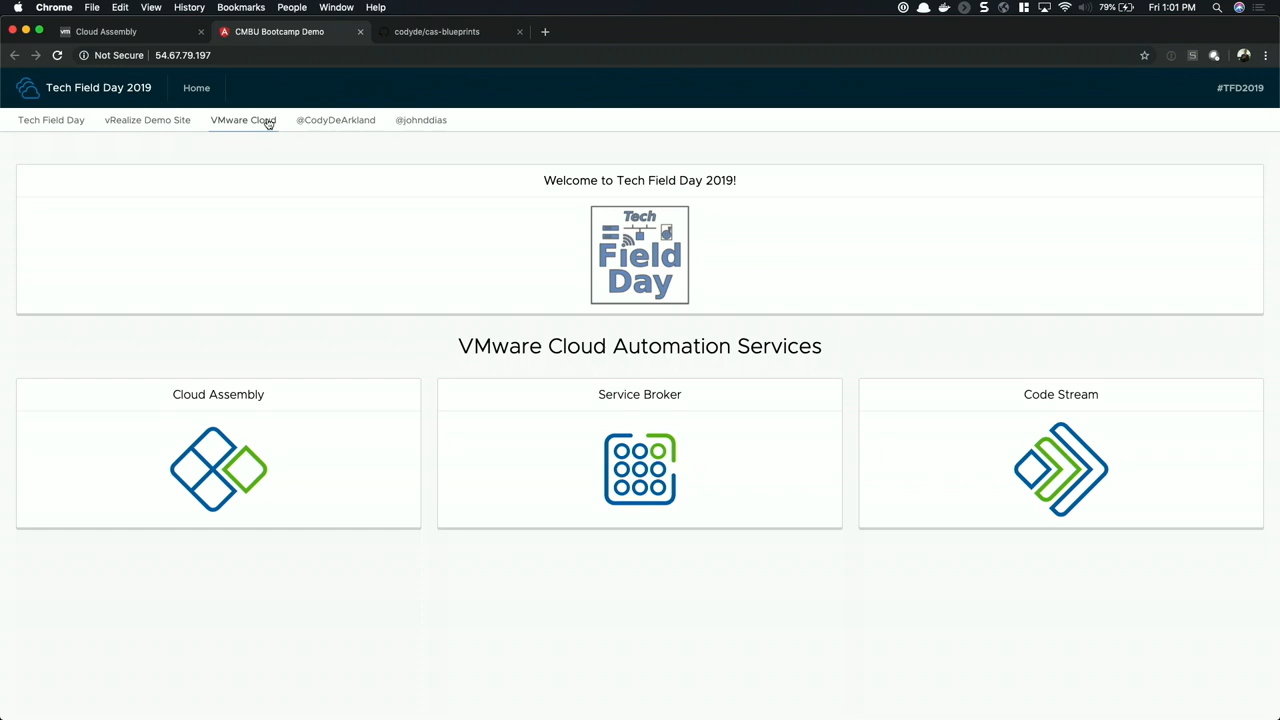 Chrome File Edit View History Bookmarks People Window Help 79% Fri 1:01 PM
Cloud Assembly CMBU Bootcamp Demo codyde/cas-blueprints
Not Secure 54.67.79.197
Tech Field Day 2019 Home #TFD2019
Tech Field Day vRealize Demo Site VMware Cloud @CodyDeArkland @johnddias
Welcome to Tech Field Day 2019!
Tech
Field
Day
VMware Cloud Automation Services
Cloud Assembly Service Broker Code Stream